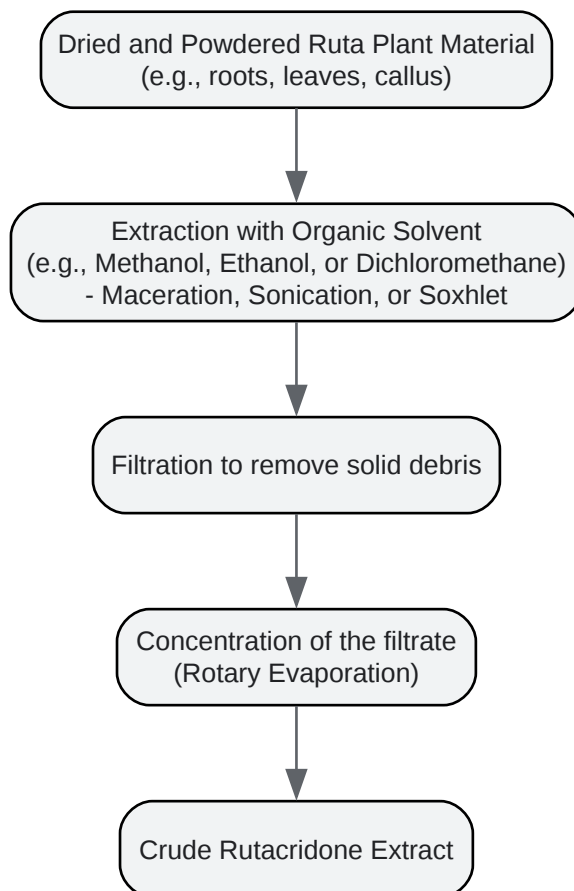 Dried and Powdered Ruta Plant Material
(e.g., roots, leaves, callus)
Extraction with Organic Solvent
(e.g., Methanol, Ethanol, or Dichloromethane)
- Maceration, Sonication, or Soxhlet
Filtration to remove solid debris
Concentration of the filtrate
(Rotary Evaporation)
Crude Rutacridone Extract